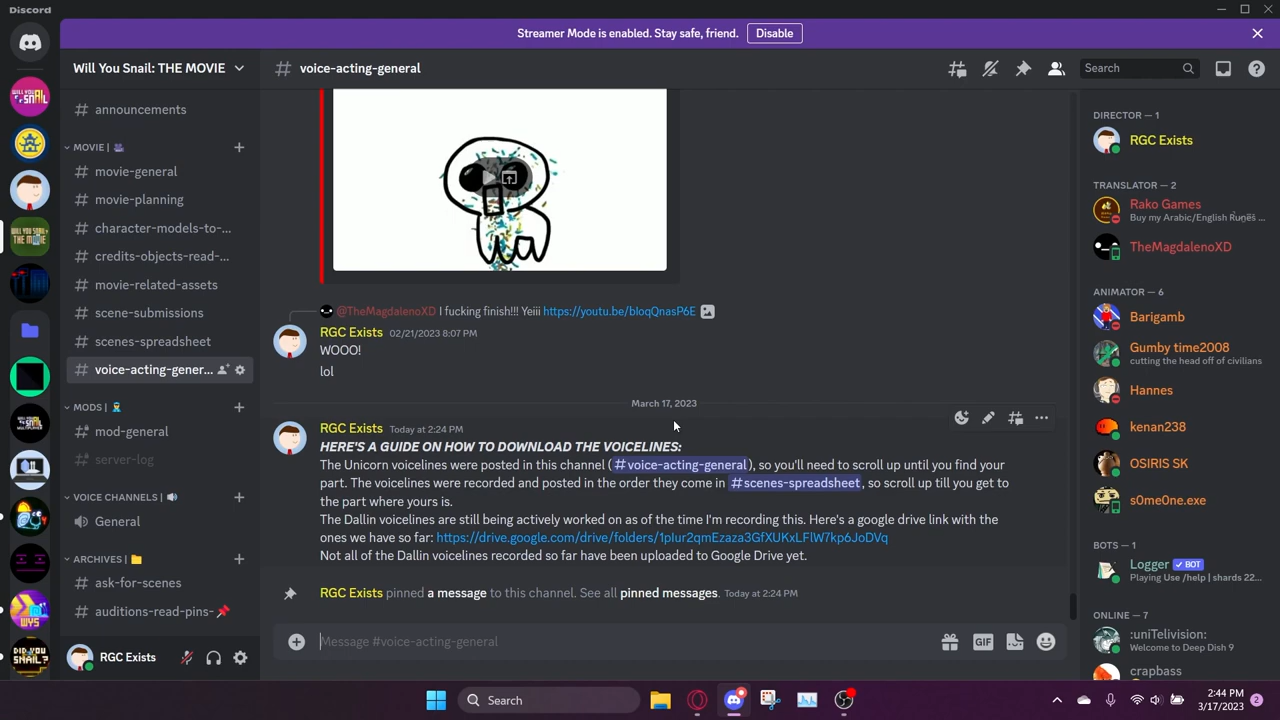 Discord
Streamer Mode is enabled. Stay safe, friend.
Disable
Will You Snail: THE MOVIE
voice-acting-general
Search
announcements
MOVIE |
movie-general
movie-planning
character-models-to-...
credits-objects-read-...
movie-related-assets
scene-submissions
scenes-spreadsheet
voice-acting-gener...
MODS |
mod-general
server-log
VOICE CHANNELS |
General
ARCHIVES |
ask-for-scenes
auditions-read-pins-
RGC Exists
@TheMagdalenoXD I fucking finish!!! Yeiii https://youtu.be/bIoqQnasP6E
RGC Exists 02/21/2023 8:07 PM
WOOO!
lol
March 17, 2023
RGC Exists Today at 2:24 PM
HERE'S A GUIDE ON HOW TO DOWNLOAD THE VOICELINES:
The Unicorn voicelines were posted in this channel (#voice-acting-general), so you'll need to scroll up until you find your
part. The voicelines were recorded and posted in the order they come in #scenes-spreadsheet, so scroll up till you get to
the part where yours is.
The Dallin voicelines are still being actively worked on as of the time I'm recording this. Here's a google drive link with the
ones we have so far: https://drive.google.com/drive/folders/1pIur2qmEzaza3GfXUKxLFlW7kp6JoDVq
Not all of the Dallin voicelines recorded so far have been uploaded to Google Drive yet.
RGC Exists pinned a message to this channel. See all pinned messages. Today at 2:24 PM
Message #voice-acting-general
GIF
DIRECTOR — 1
RGC Exists
TRANSLATOR — 2
Rako Games
Buy my Arabic/English
TheMagdalenoXD
ANIMATOR — 6
Barigamb
Gumby time2008
cutting the head off of civilians
Hannes
kenan238
OSIRIS SK
s0me0ne.exe
BOTS — 1
Logger BOT
Playing Use /help | shards 22...
ONLINE — 7
:uniTelivision:
Welcome to Deep Dish 9
crapbass
Search
2:44 PM
3/17/2023
2